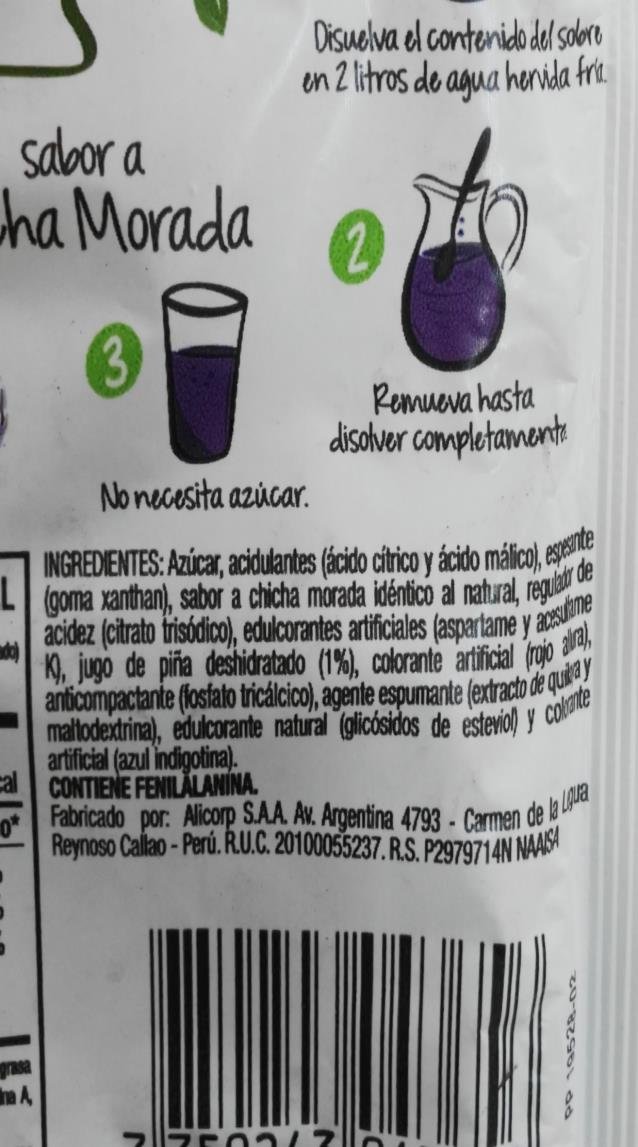 Disuelva el contenido del sobre
en 2 litros de agua hervida fría.
sabor a
cha Morada
2
3
Remueva hasta
disolver completamente.
No necesita azúcar.
INGREDIENTES: Azúcar, acidulantes (ácido cítrico y ácido málico), espesante
(goma xanthan), sabor a chicha morada idéntico al natural, regulador de
acidez (citrato trisódico), edulcorantes artificiales (aspartame y acesulfame
K), jugo de piña deshidratado (1%), colorante artificial (rojo allura),
anticompactante (fosfato tricálcico), agente espumante (extracto de quillaya y
maltodextrina), edulcorante natural (glicósidos de esteviol) y colorante
artificial (azul indigotina).
CONTIENE FENILALANINA.
Fabricado por: Alicorp S.A.A. Av. Argentina 4793 - Carmen de la Legua
Reynoso Callao - Perú. R.U.C. 20100055237. R.S. P2979714N NAAISA
L
cal
0*
grasa
na A,
PP 19528-02